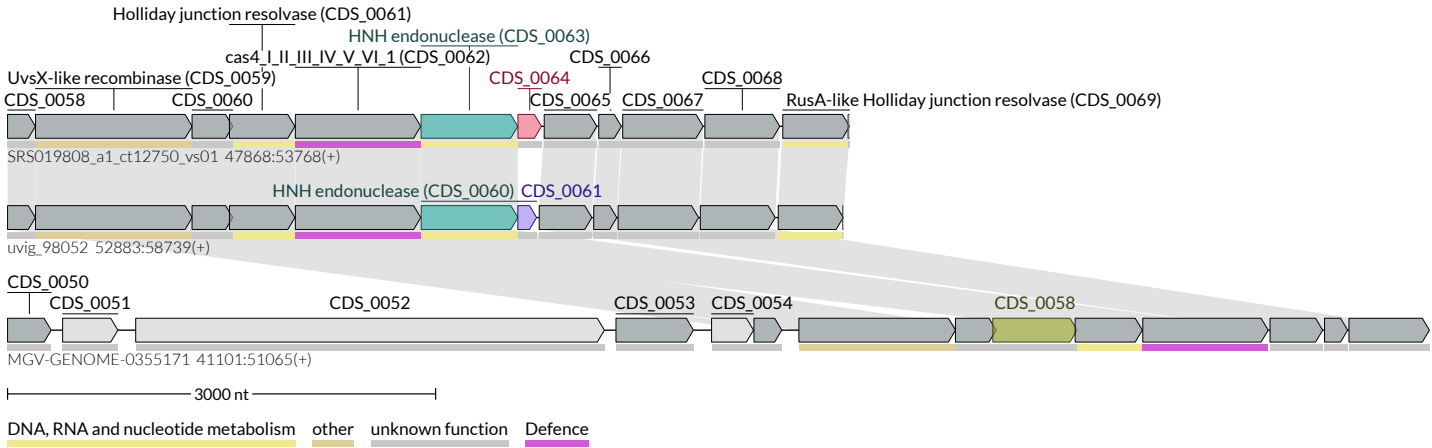 Holliday junction resolvase (CDS_0061)
HNH endonuclease (CDS_0063)
cas4_I_II_III_IV_V_VI_1 (CDS_0062)
CDS_0066
UvsX-like recombinase (CDS_0059)
CDS_0064
CDS_0068
CDS_0058
CDS_0060
CDS_0065
CDS_0067
RusA-like Holliday junction resolvase (CDS_0069)
SRS019808_a1_ct12750_vs01 47868:53768(+)
HNH endonuclease (CDS_0060)
CDS_0061
uvig_98052 52883:58739(+)
CDS_0050
CDS_0051
CDS_0052
CDS_0053
CDS_0054
CDS_0058
MGV-GENOME-0355171 41101:51065(+)
3000 nt
DNA, RNA and nucleotide metabolism
other
unknown function
Defence